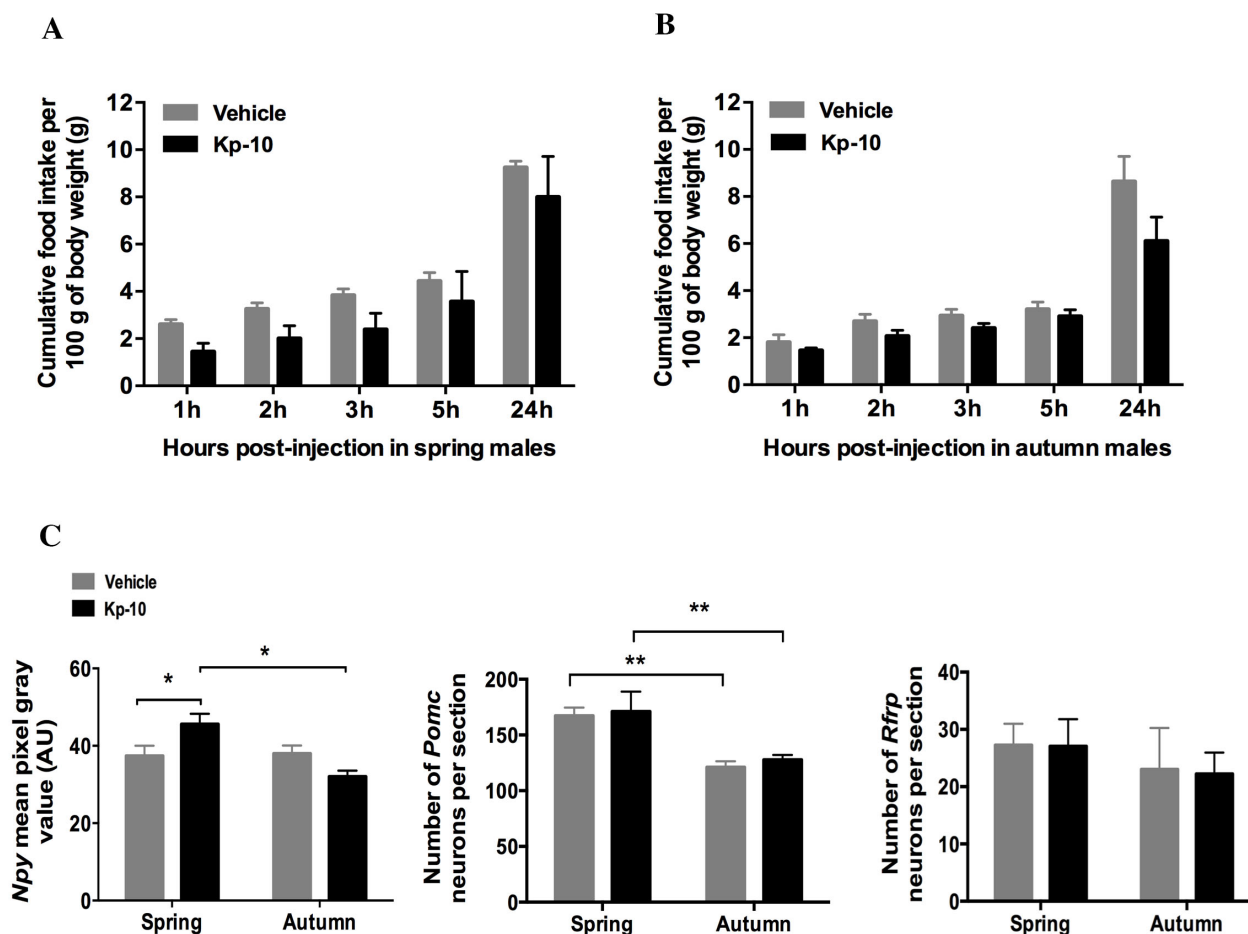 A
Vehicle
Kp-10
Cumulative food intake per
100 g of body weight (g)
12
10
8
6
4
2
0
1h 2h 3h 5h 24h
Hours post-injection in spring males
B
Vehicle
Kp-10
Cumulative food intake per
100 g of body weight (g)
12
10
8
6
4
2
0
1h 2h 3h 5h 24h
Hours post-injection in autumn males
C
Vehicle
Kp-10
Npy mean pixel gray
value (AU)
60
40
20
0
*
*
Spring Autumn
Number of Pomc
neurons per section
200
150
100
50
0
**
**
Spring Autumn
Number of Rfrp
neurons per section
40
30
20
10
0
Spring Autumn